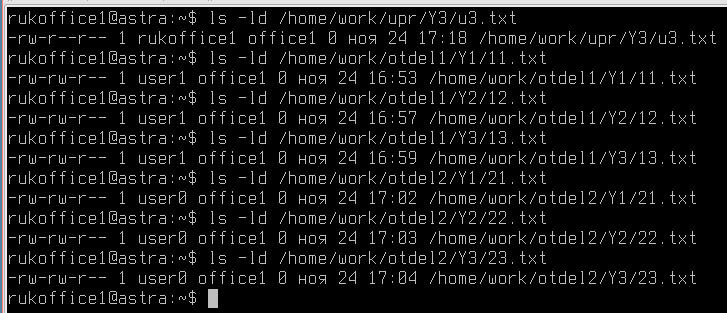 rukoffice1@astra:~$ ls -ld /home/work/upr/Y3/u3.txt
-rw-r--r-- 1 rukoffice1 office1 0 ноя 24 17:18 /home/work/upr/Y3/u3.txt
rukoffice1@astra:~$ ls -ld /home/work/otdel1/Y1/11.txt
-rw-rw-r-- 1 user1 office1 0 ноя 24 16:53 /home/work/otdel1/Y1/11.txt
rukoffice1@astra:~$ ls -ld /home/work/otdel1/Y2/12.txt
-rw-rw-r-- 1 user1 office1 0 ноя 24 16:57 /home/work/otdel1/Y2/12.txt
rukoffice1@astra:~$ ls -ld /home/work/otdel1/Y3/13.txt
-rw-rw-r-- 1 user1 office1 0 ноя 24 16:59 /home/work/otdel1/Y3/13.txt
rukoffice1@astra:~$ ls -ld /home/work/otdel2/Y1/21.txt
-rw-rw-r-- 1 user0 office1 0 ноя 24 17:02 /home/work/otdel2/Y1/21.txt
rukoffice1@astra:~$ ls -ld /home/work/otdel2/Y2/22.txt
-rw-rw-r-- 1 user0 office1 0 ноя 24 17:03 /home/work/otdel2/Y2/22.txt
rukoffice1@astra:~$ ls -ld /home/work/otdel2/Y3/23.txt
-rw-rw-r-- 1 user0 office1 0 ноя 24 17:04 /home/work/otdel2/Y3/23.txt
rukoffice1@astra:~$